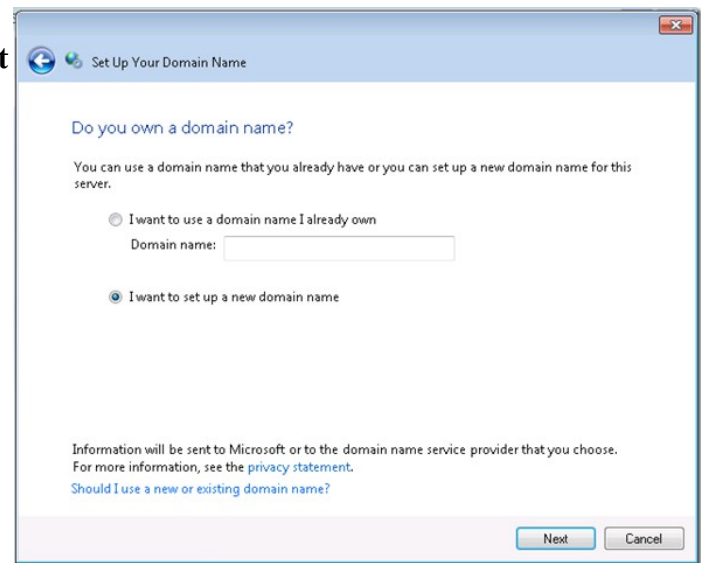 t
Set Up Your Domain Name
Do you own a domain name?
You can use a domain name that you already have or you can set up a new domain name for this
server.
I want to use a domain name I already own
Domain name:
I want to set up a new domain name
Information will be sent to Microsoft or to the domain name service provider that you choose.
For more information, see the privacy statement.
Should I use a new or existing domain name?
Next Cancel